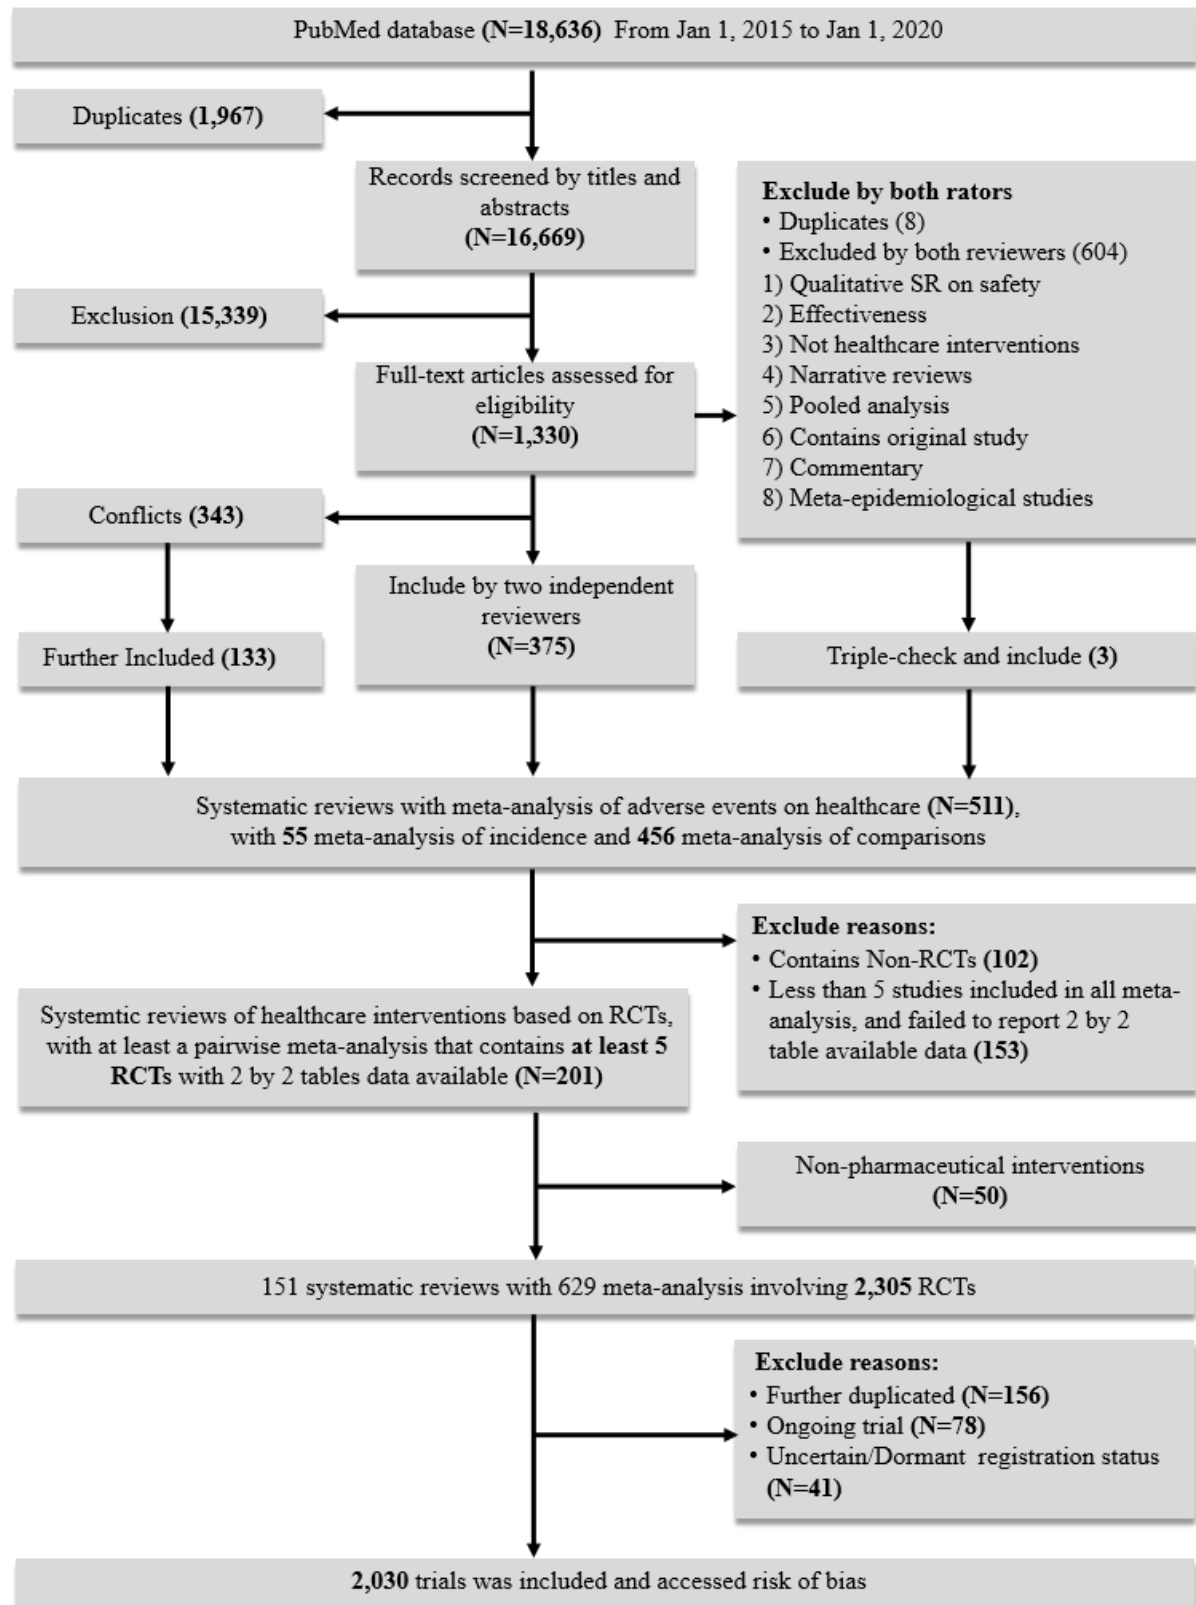 PubMed database (N=18,636) From Jan 1, 2015 to Jan 1, 2020
Duplicates (1,967)
Records screened by titles and
abstracts
(N=16,669)
Exclude by both rators
• Duplicates (8)
• Excluded by both reviewers (604)
1) Qualitative SR on safety
2) Effectiveness
3) Not healthcare interventions
4) Narrative reviews
5) Pooled analysis
6) Contains original study
7) Commentary
8) Meta-epidemiological studies
Exclusion (15,339)
Full-text articles assessed for
eligibility
(N=1,330)
Conflicts (343)
Include by two independent
reviewers
(N=375)
Further Included (133)
Triple-check and include (3)
Systematic reviews with meta-analysis of adverse events on healthcare (N=511),
with 55 meta-analysis of incidence and 456 meta-analysis of comparisons
Exclude reasons:
• Contains Non-RCTs (102)
• Less than 5 studies included in all meta-
analysis, and failed to report 2 by 2
table available data (153)
Systemtic reviews of healthcare interventions based on RCTs,
with at least a pairwise meta-analysis that contains at least 5
RCTs with 2 by 2 tables data available (N=201)
Non-pharmaceutical interventions
(N=50)
151 systematic reviews with 629 meta-analysis involving 2,305 RCTs
Exclude reasons:
• Further duplicated (N=156)
• Ongoing trial (N=78)
• Uncertain/Dormant registration status
(N=41)
2,030 trials was included and accessed risk of bias